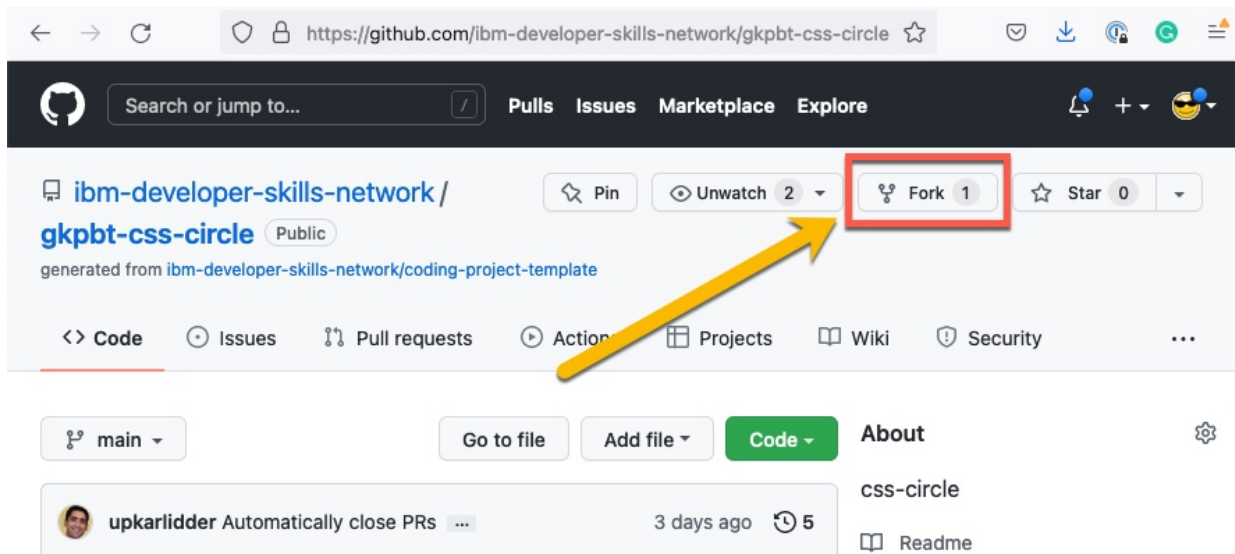 https://github.com/ibm-developer-skills-network/gkpbt-css-circle
Search or jump to... / Pulls Issues Marketplace Explore
ibm-developer-skills-network / Pin Unwatch 2 Fork 1 Star 0
gkpbt-css-circle Public
generated from ibm-developer-skills-network/coding-project-template
<> Code Issues Pull requests Actions Projects Wiki Security ...
main Go to file Add file Code About
css-circle
upkarlidder Automatically close PRs ... 3 days ago 5
Readme